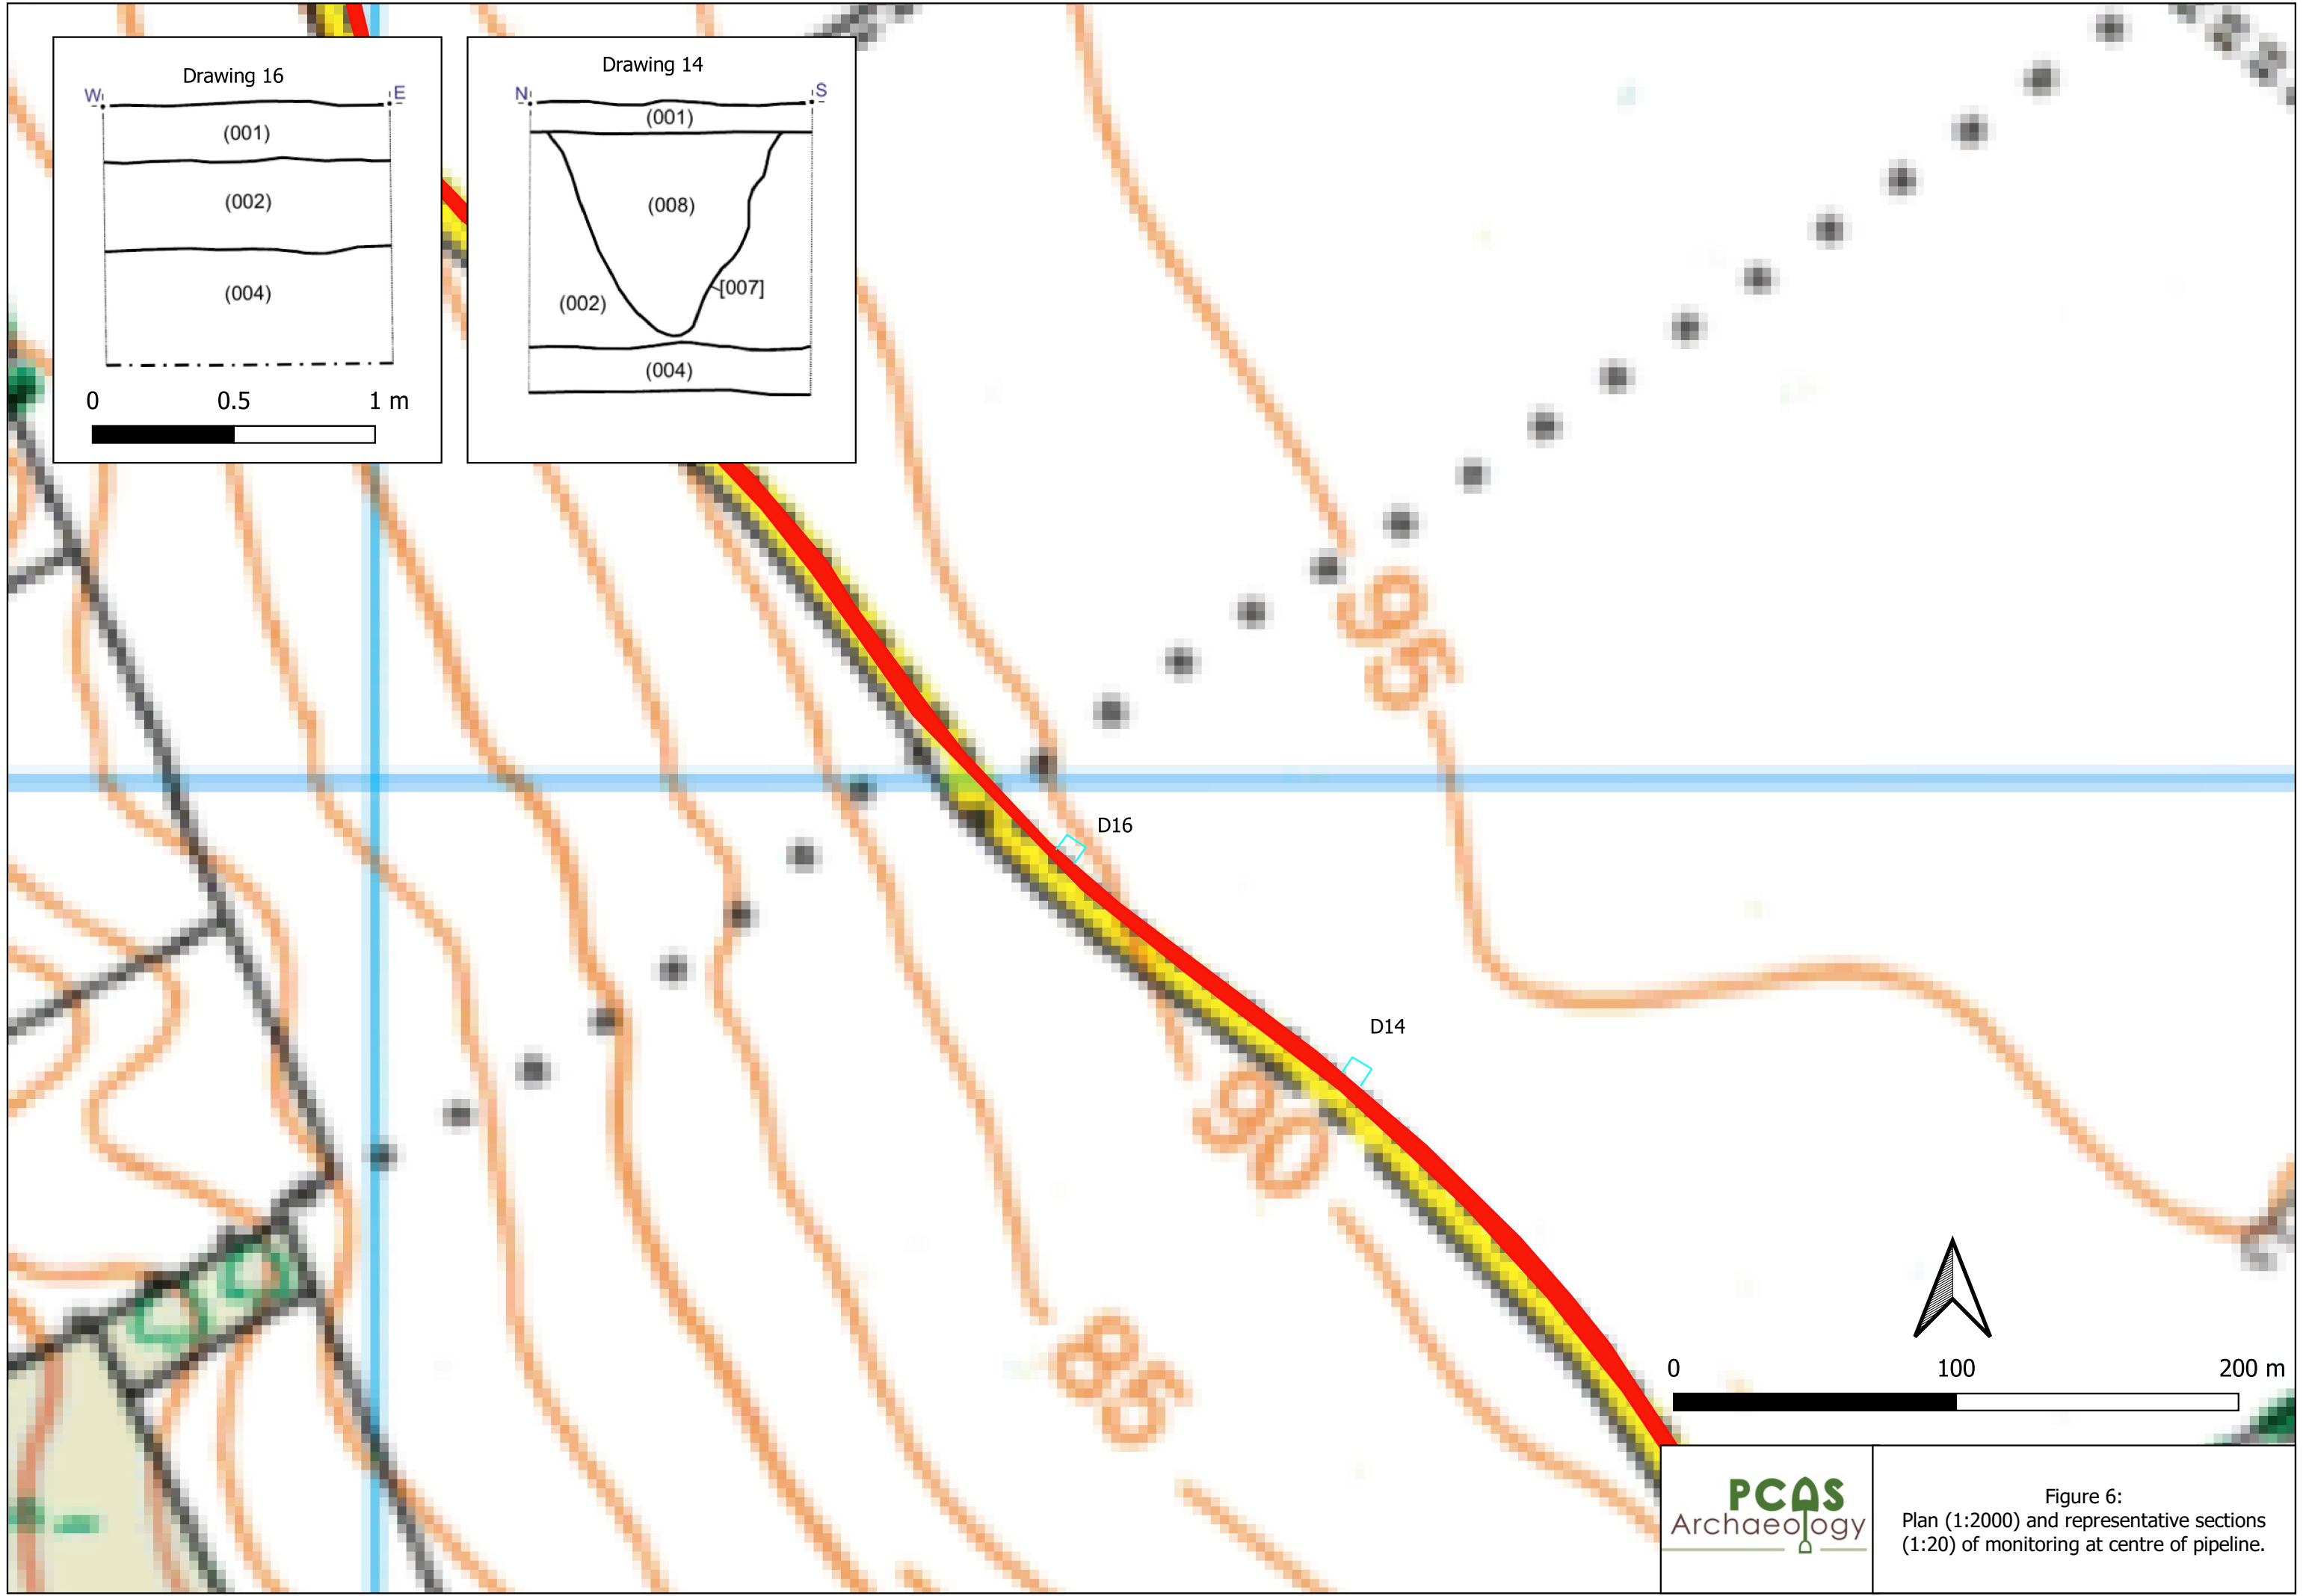 Drawing 16
W E
(001)
(002)
(004)
0 0.5 1 m
Drawing 14
N S
(001)
(008)
(002)
[007]
(004)
95
D16
D14
90
85
0 100 200 m
PCAS
Archaeology
Figure 6:
Plan (1:2000) and representative sections
(1:20) of monitoring at centre of pipeline.